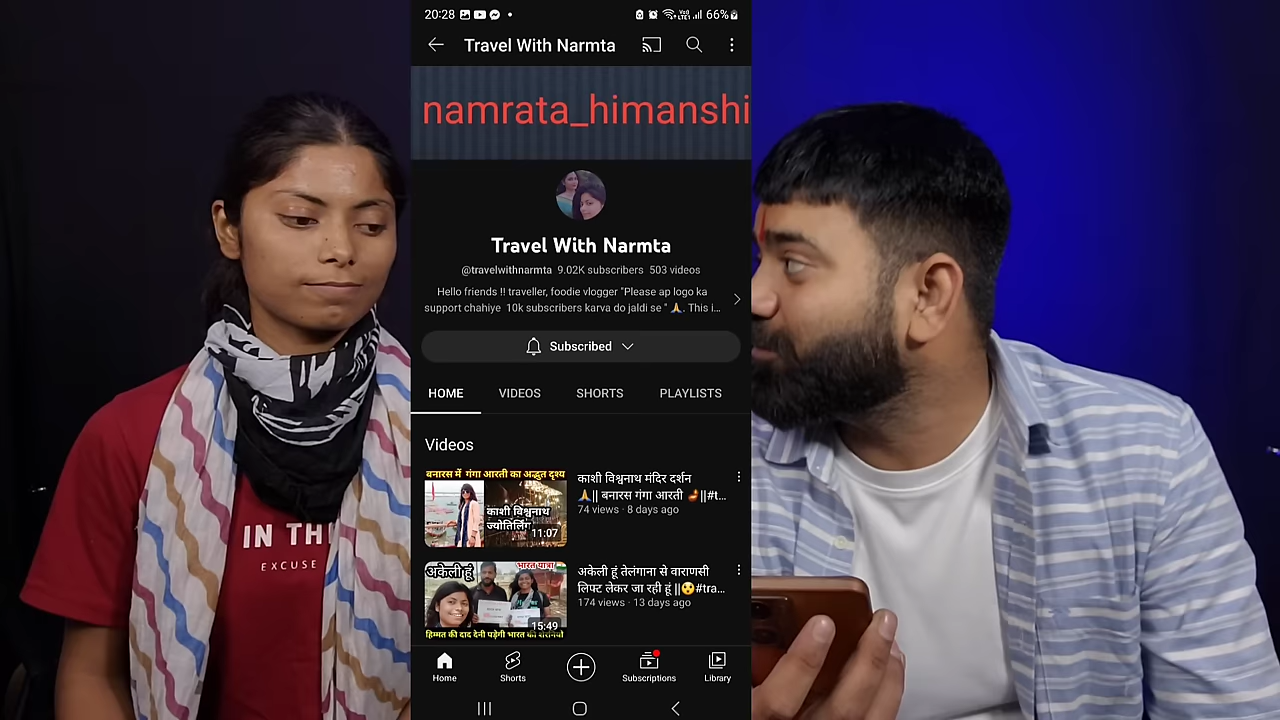 20:28
66%
Travel With Narmta
namrata_himanshi
Travel With Narmta
@travelwithnarmta 9.02K subscribers 503 videos
Hello friends !! traveller, foodie vlogger "Please ap logo ka
support chahiye 10k subscribers karva do jaldi se " 🙏. This i...
Subscribed
HOME VIDEOS SHORTS PLAYLISTS
Videos
बनारस में गंगा आरती का अद्भुत दृश्य
काशी विश्वनाथ
ज्योतिर्लिंग
11:07
काशी विश्वनाथ मंदिर दर्शन
🙏|| बनारस गंगा आरती 🪔||#t...
74 views · 8 days ago
अकेली हूं
भारत यात्रा
15:49
हिम्मत की दाद देनी पड़ेगी भारत की
अकेली हूं तेलंगाना से वाराणसी
लिफ्ट लेकर जा रही हूं ||😯#tra...
174 views · 13 days ago
Home Shorts Subscriptions Library
IN TH
EXCUSE